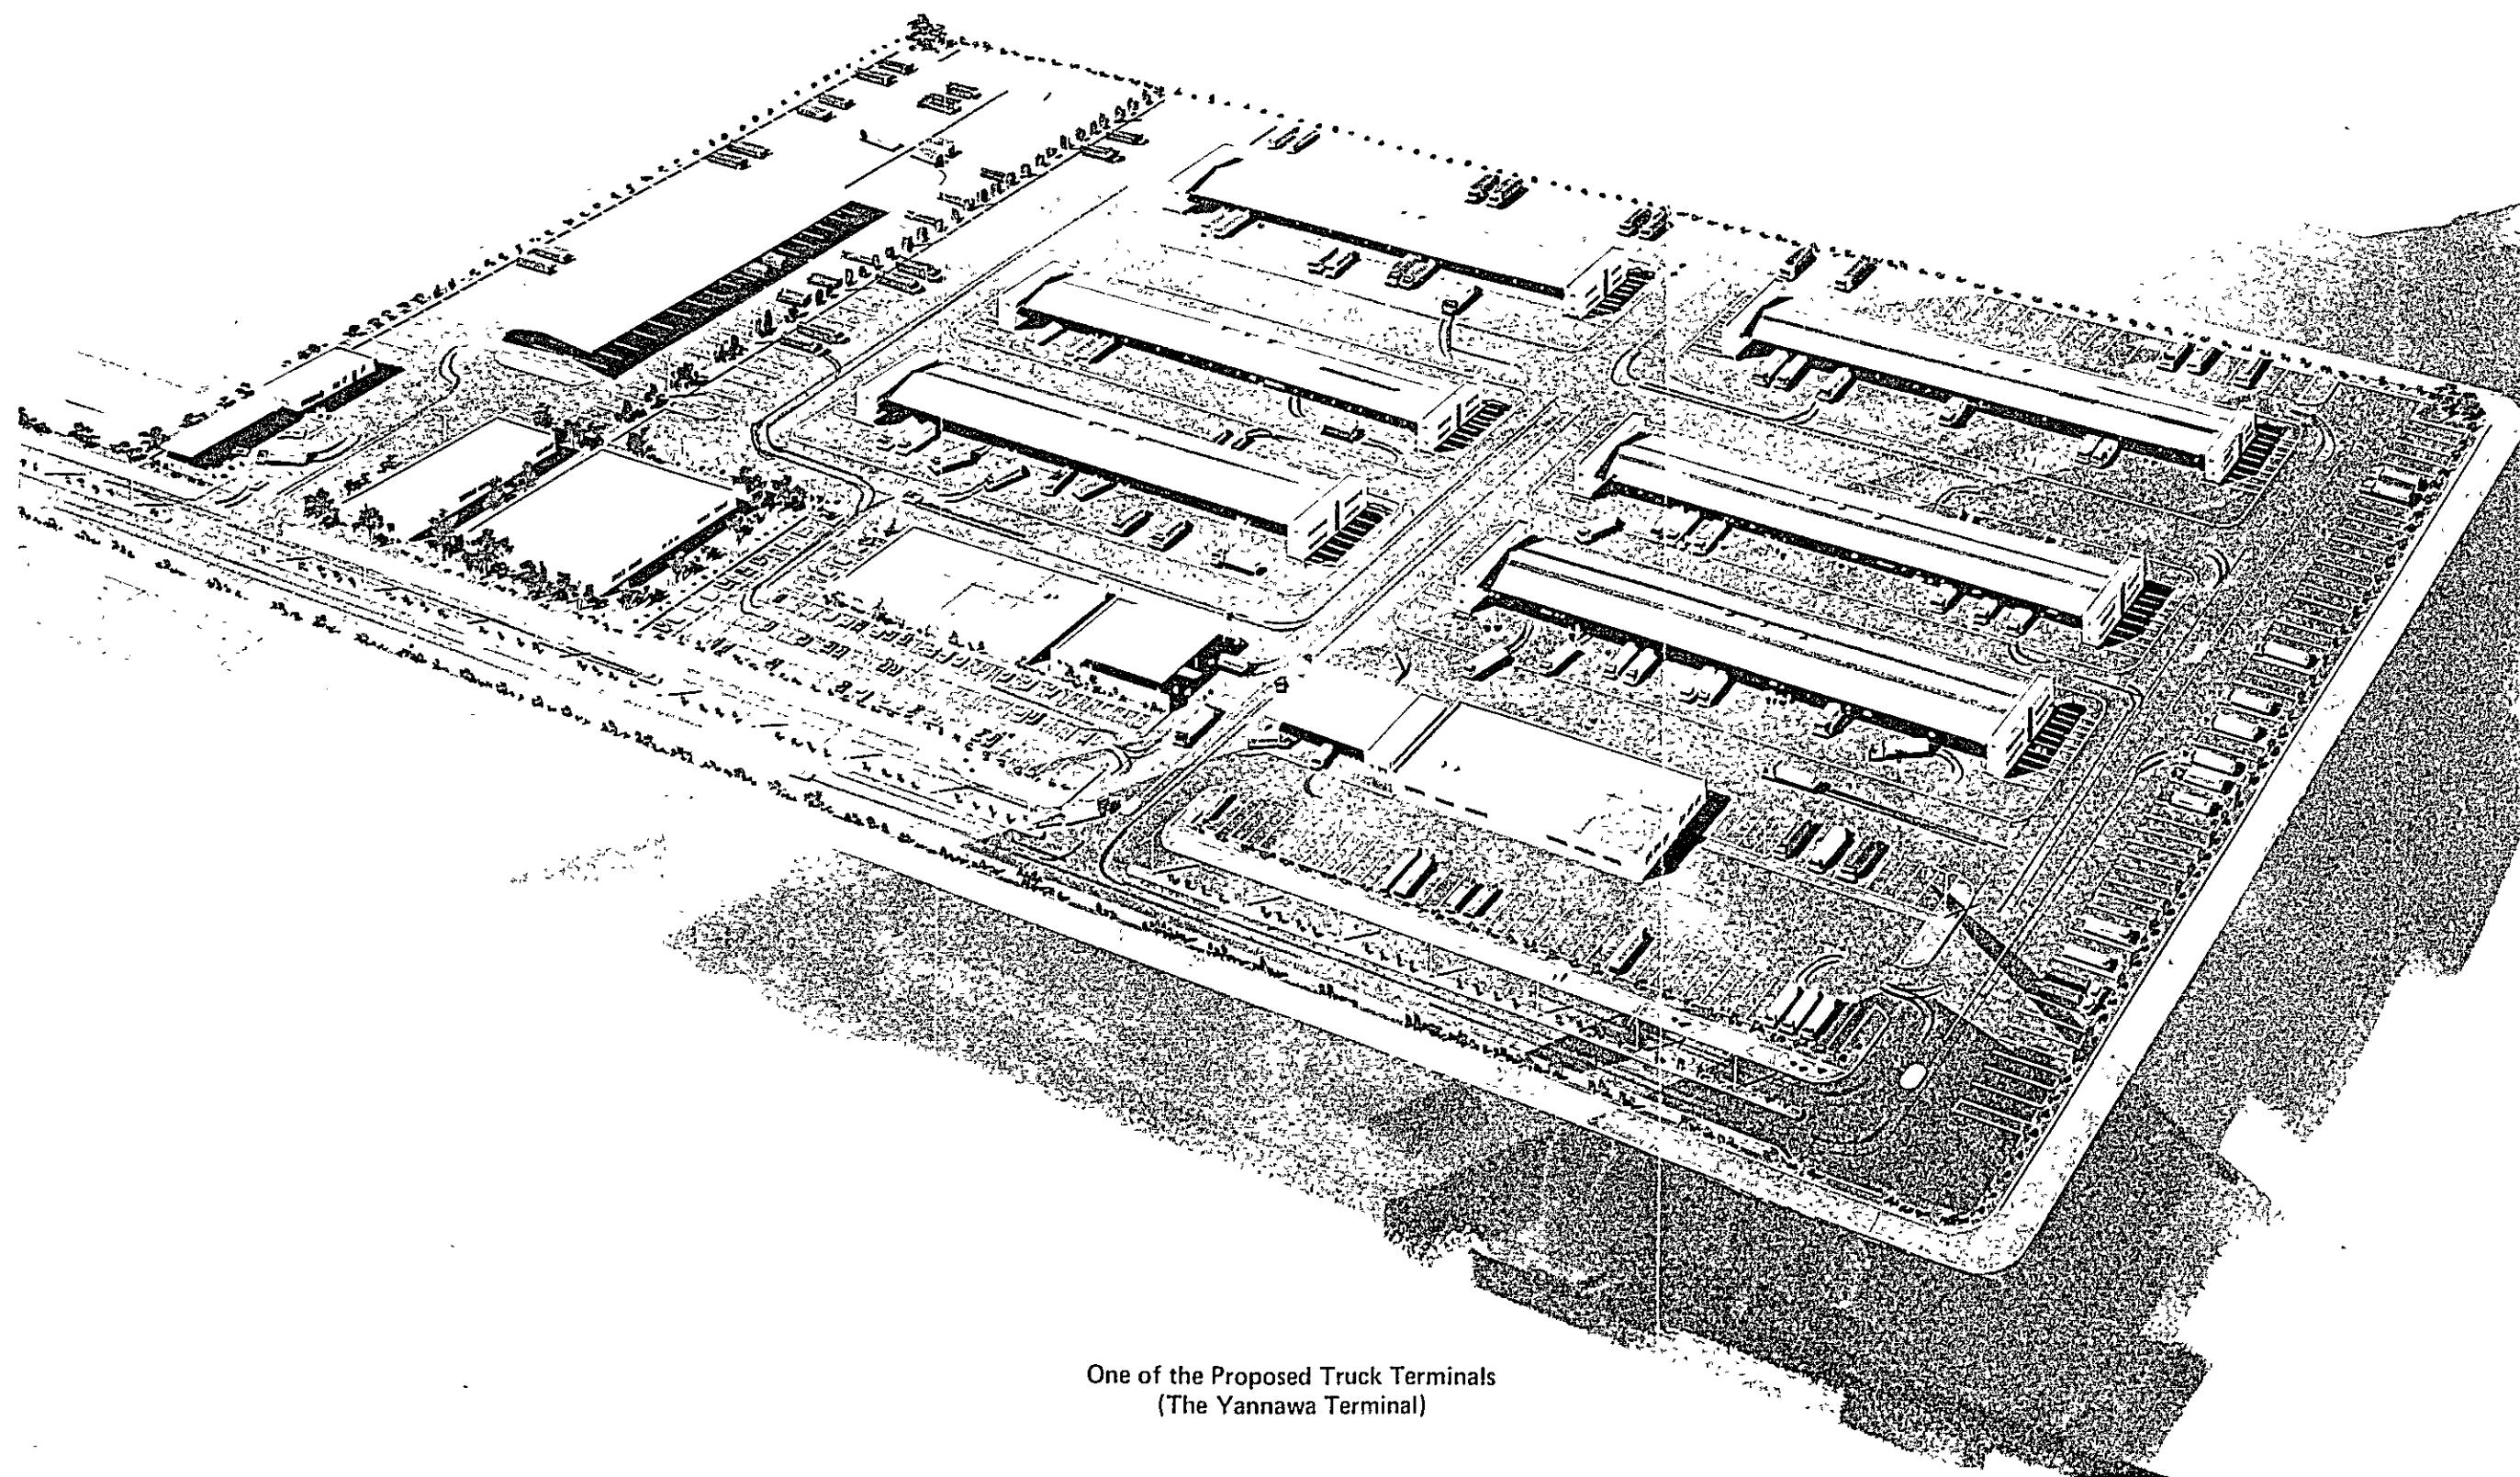 One of the Proposed Truck Terminals
(The Yannawa Terminal)